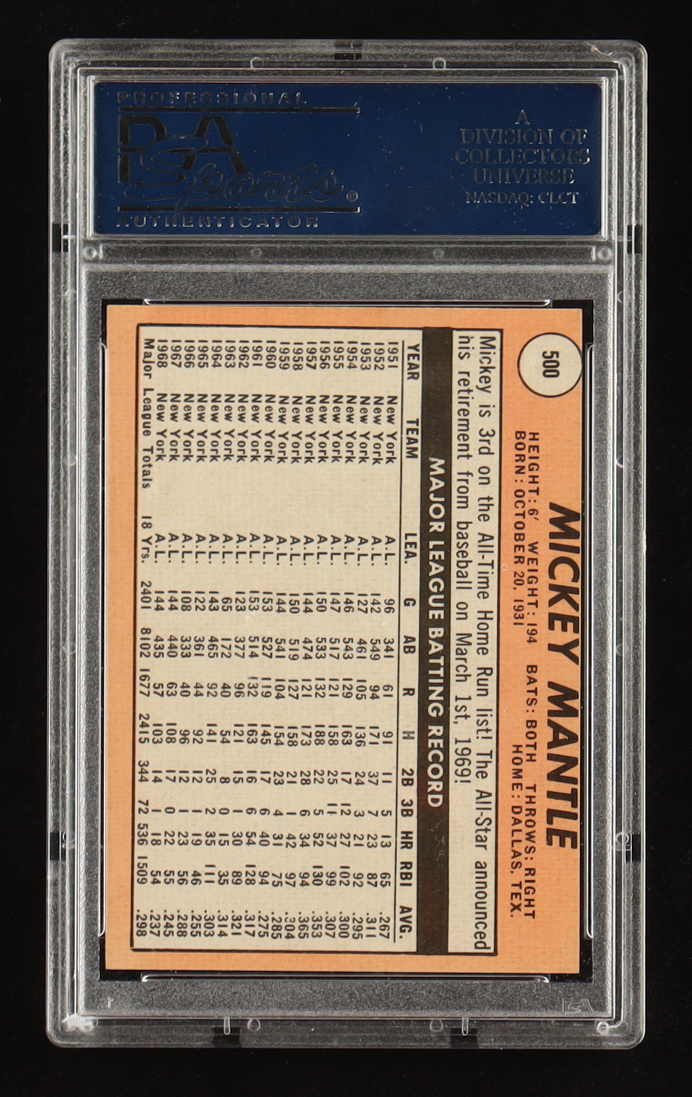 PROFESSIONAL
PSA
Sports
®
AUTHENTICATOR
A
DIVISION OF
COLLECTORS
UNIVERSE
NASDAQ: CLCT
500
MICKEY MANTLE
HEIGHT: 6' WEIGHT: 194 BATS: BOTH THROWS: RIGHT
BORN: OCTOBER 20, 1931 HOME: DALLAS, TEX.
Mickey is 3rd on the All-Time Home Run list! The All-Star announced
his retirement from baseball on March 1st, 1969!
MAJOR LEAGUE BATTING RECORD
YEAR TEAM LEA G AB R H 2B 3B HR RBI AVG.
1951 New York A.L. 96 341 61 91 11 5 13 65 .267
1952 New York A.L. 142 549 94 171 37 7 23 87 .311
1953 New York A.L. 127 461 105 136 24 3 21 92 .295
1954 New York A.L. 146 543 129 163 17 12 27 102 .300
1955 New York A.L. 147 517 121 158 25 11 37 99 .307
1956 New York A.L. 150 533 132 188 22 5 52 130 .353
1957 New York A.L. 144 474 121 173 28 6 34 94 .365
1958 New York A.L. 150 519 127 158 21 1 42 97 .304
1959 New York A.L. 144 541 104 154 23 4 31 75 .285
1960 New York A.L. 153 527 119 145 17 6 40 94 .275
1961 New York A.L. 153 514 132 163 16 6 54 128 .317
1962 New York A.L. 123 377 96 121 15 1 30 89 .321
1963 New York A.L. 65 172 40 54 8 0 15 35 .314
1964 New York A.L. 143 465 92 141 25 2 35 111 .303
1965 New York A.L. 122 361 44 92 12 1 19 46 .255
1966 New York A.L. 108 333 40 96 12 1 23 56 .288
1967 New York A.L. 144 440 63 108 17 0 22 55 .245
1968 New York A.L. 144 435 57 103 14 1 18 54 .237
Major League Totals 18 Yrs. 2401 8102 1677 2415 344 72 536 1509 .298